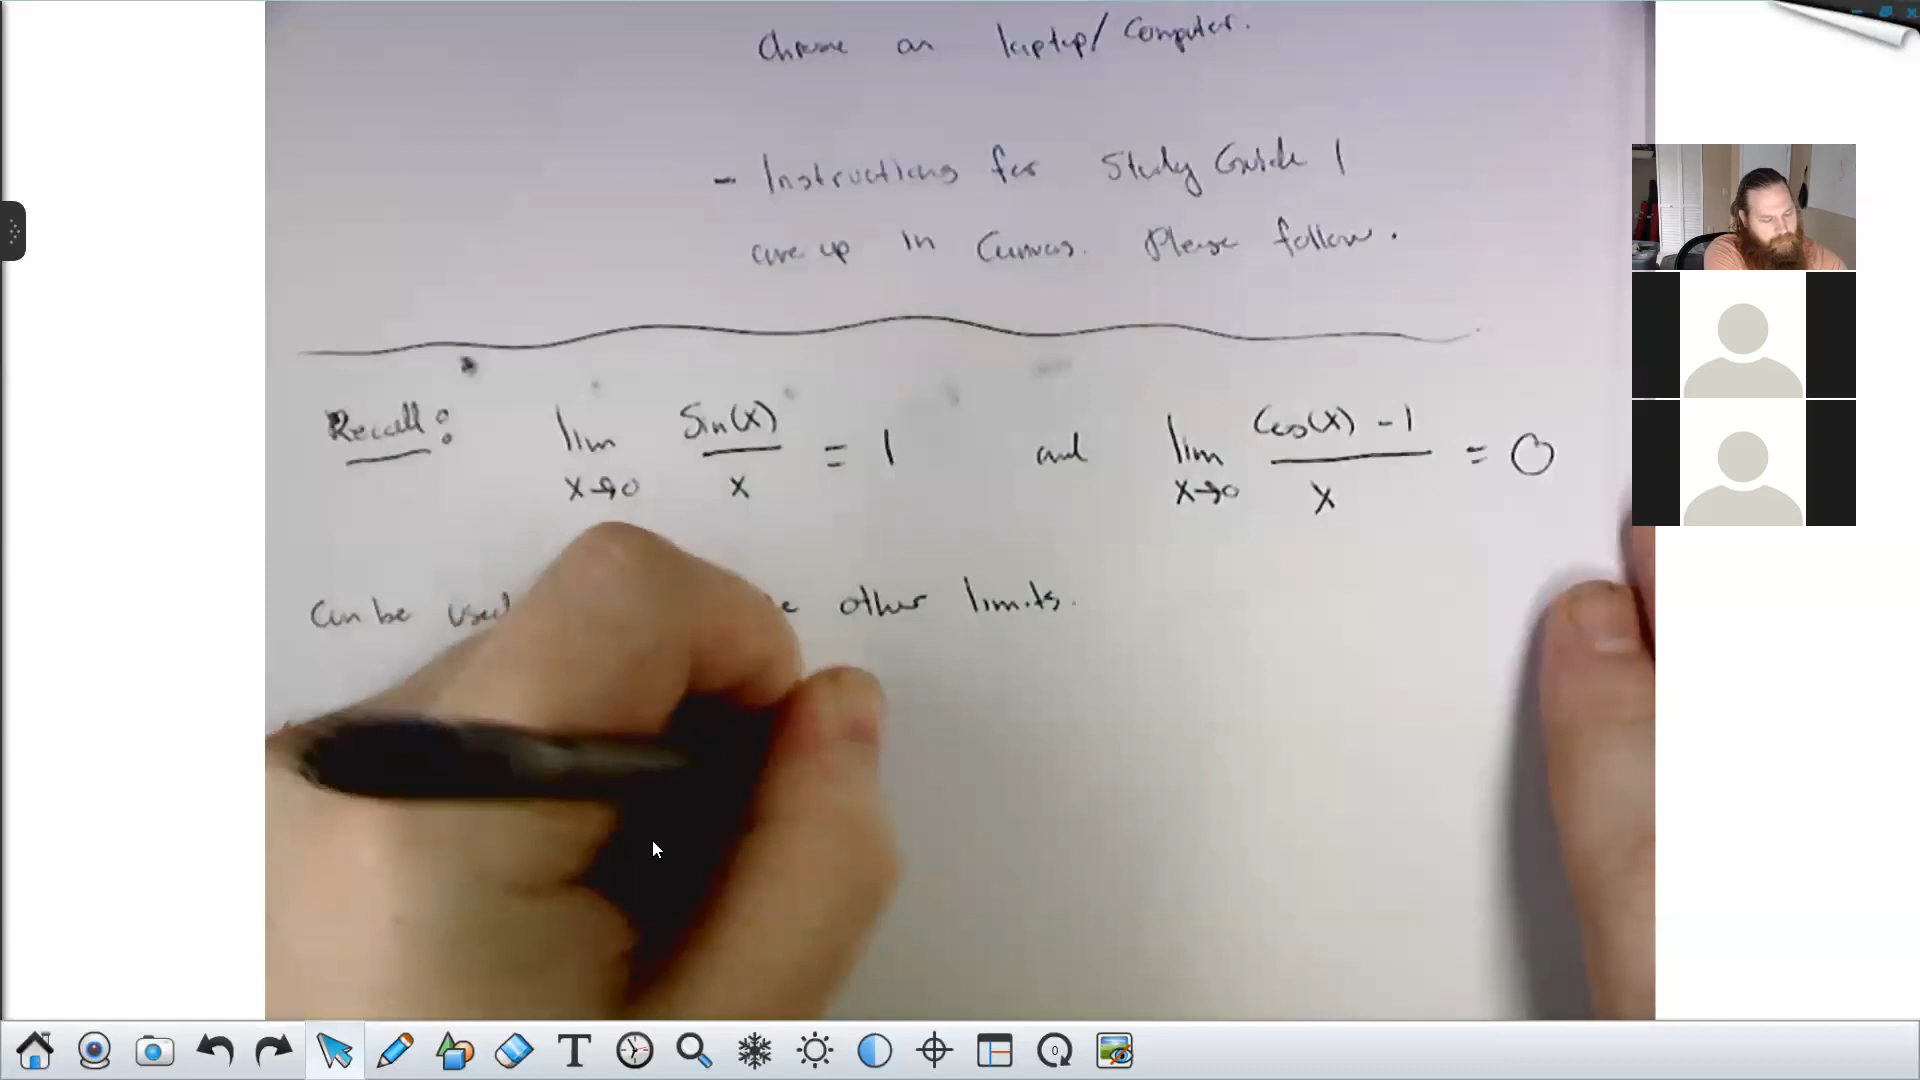 Chrome on laptop/Computer.
- Instructions for Study Guide 1
are up in Canvas. Please follow.
Recall: lim x→0 Sin(x)/x = 1 and lim x→0 Cos(x) - 1/x = 0
Can be used other limits.